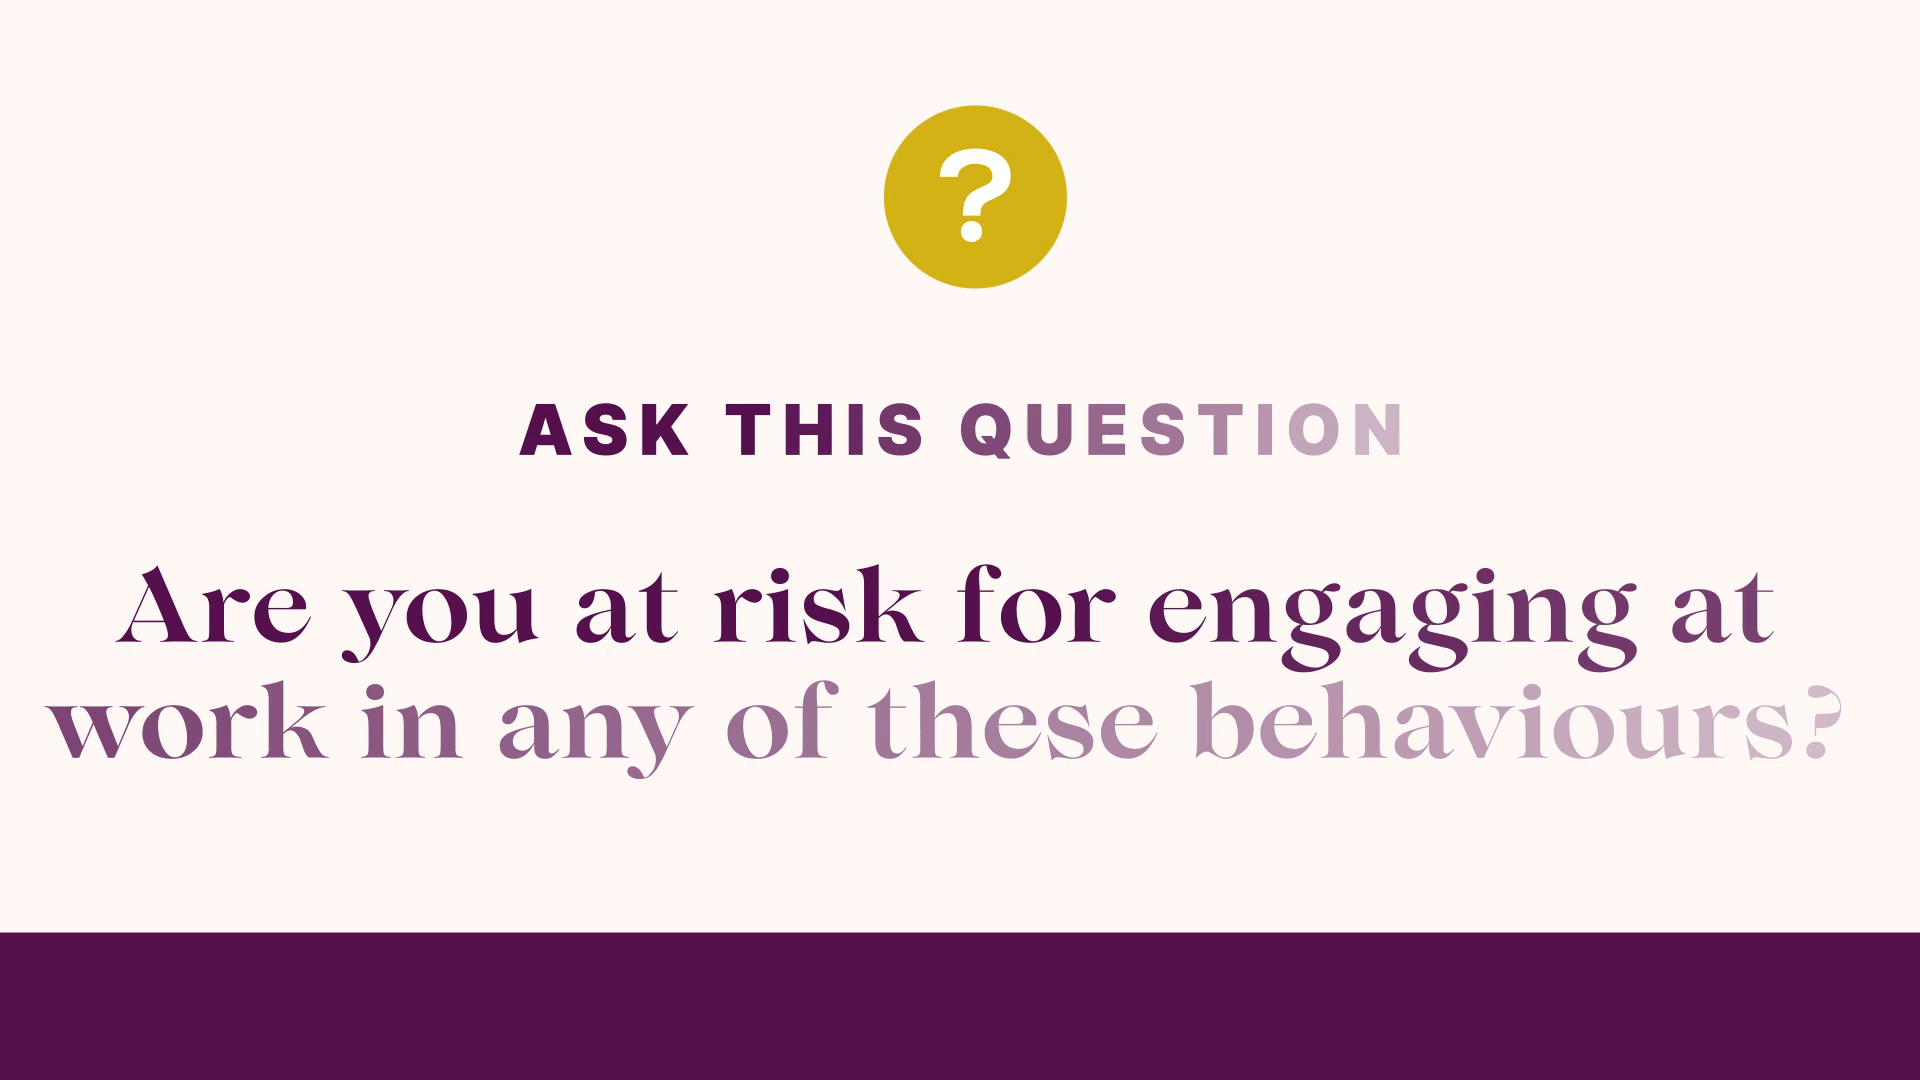 ?
ASK THIS QUESTION
Are you at risk for engaging at
work in any of these behaviours?